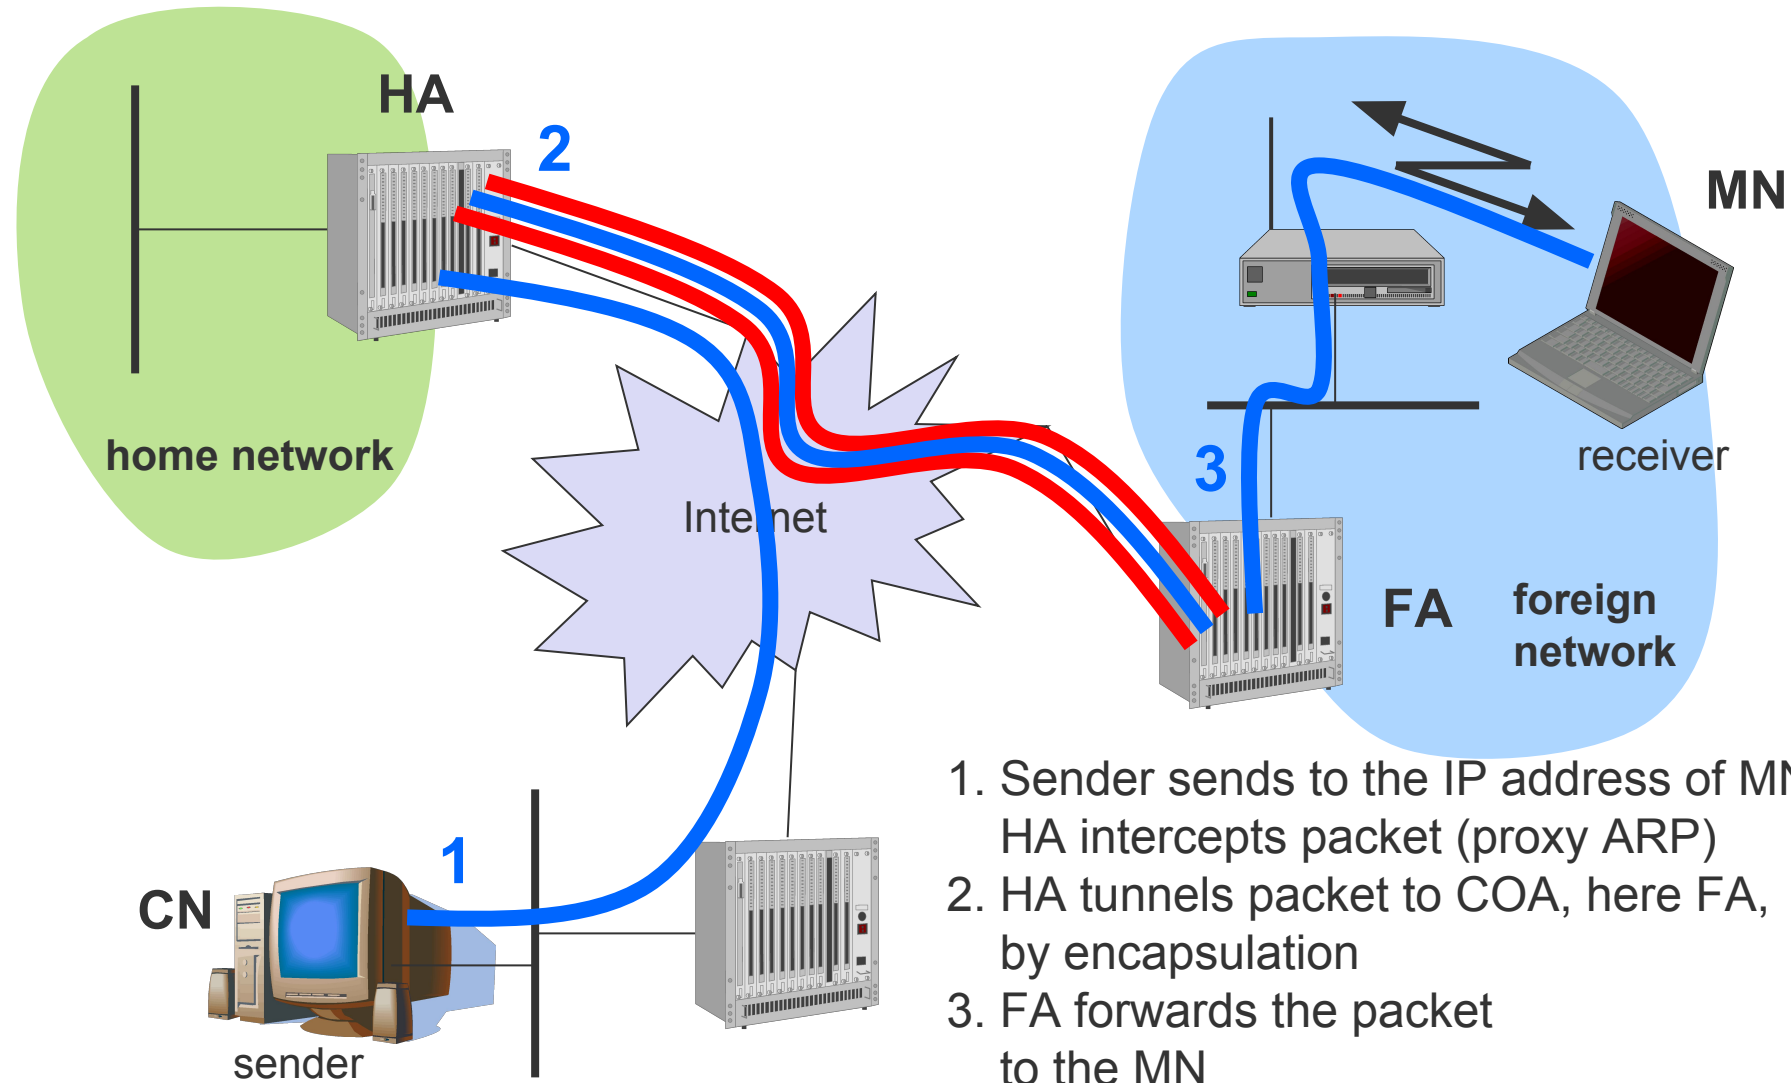 HA
2
MN
home network
3
receiver
Internet
FA
foreign
network
1
CN
sender
1. Sender sends to the IP address of MN
HA intercepts packet (proxy ARP)
2. HA tunnels packet to COA, here FA,
by encapsulation
3. FA forwards the packet
to the MN